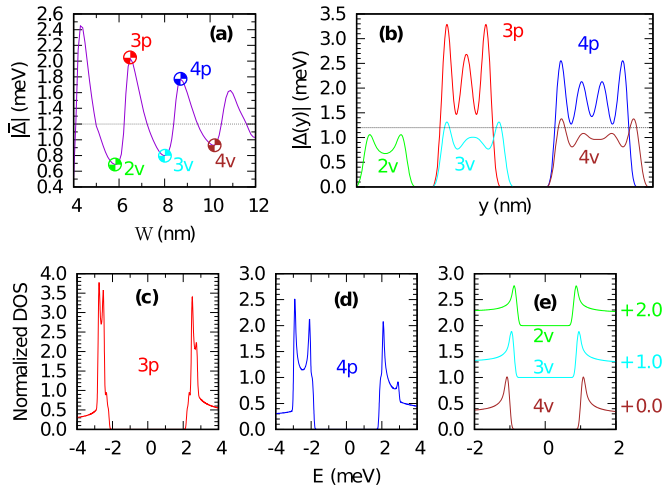 (a)
3p
4p
2v
3v
4v
|Δ̄| (meV)
2.6
2.4
2.2
2.0
1.8
1.6
1.4
1.2
1.0
0.8
0.6
0.4
4 6 8 10 12
W (nm)
(b)
3p
4p
2v
3v
4v
|Δ(y)| (meV)
3.5
3.0
2.5
2.0
1.5
1.0
0.5
0.0
y (nm)
(c)
3p
Normalized DOS
4.0
3.5
3.0
2.5
2.0
1.5
1.0
0.5
0.0
-4 -2 0 2 4
(d)
4p
3.0
2.5
2.0
1.5
1.0
0.5
0.0
-4 -2 0 2 4
E (meV)
(e)
2v
3v
4v
+2.0
+1.0
+0.0
3.0
2.5
2.0
1.5
1.0
0.5
0.0
-2 0 2